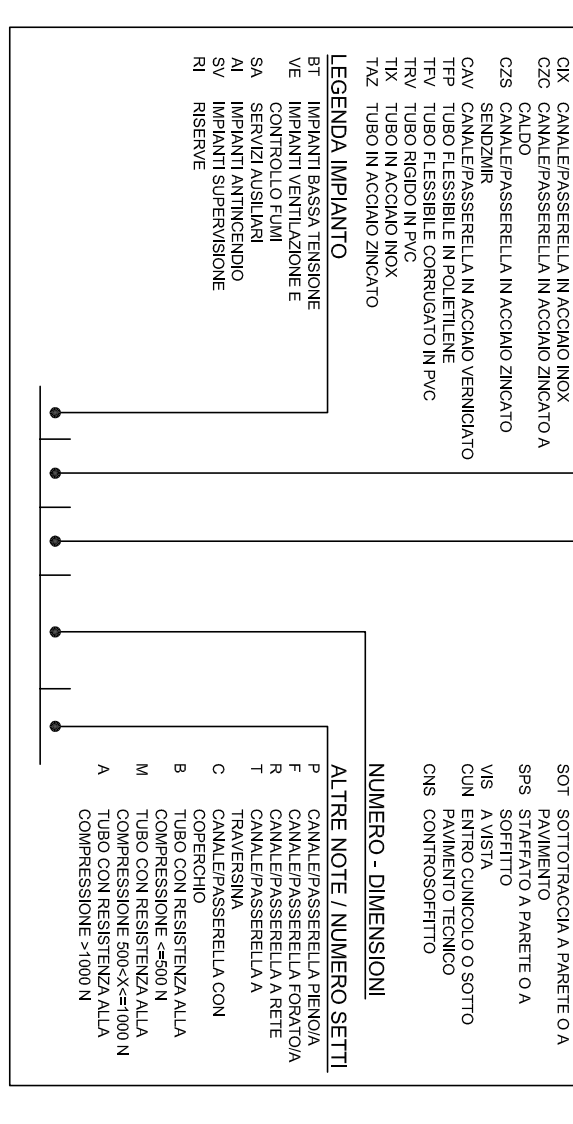 CIX CANALE/PASSERELLA IN ACCIAIO INOX
CZC CANALE/PASSERELLA IN ACCIAIO ZINCATO A
CALDO
CZS CANALE/PASSERELLA IN ACCIAIO ZINCATO
SENDZMIR
CAV CANALE/PASSERELLA IN ACCIAIO VERNICIATO
TFP TUBO FLESSIBILE IN POLIETILENE
TFV TUBO FLESSIBILE CORRUGATO IN PVC
TRV TUBO RIGIDO IN PVC
TIX TUBO IN ACCIAIO INOX
TAZ TUBO IN ACCIAIO ZINCATO
LEGENDA IMPIANTO
BT IMPIANTI BASSA TENSIONE
VE IMPIANTI VENTILAZIONE E
CONTROLLO FUMI
SA SERVIZI AUSILIARI
AI IMPIANTI ANTINCENDIO
SV IMPIANTI SUPERVISIONE
RI RISERVE
SOT SOTTOTRACCIA A PARETE O A
PAVIMENTO
SPS STAFFATO A PARETE O A
SOFFITTO
VIS A VISTA
CUN ENTRO CUNICOLO O SOTTO
PAVIMENTO TECNICO
CNS CONTROSOFFITTO
NUMERO - DIMENSIONI
ALTRE NOTE / NUMERO SETTI
P CANALE/PASSERELLA PIENO/A
F CANALE/PASSERELLA FORATO/A
R CANALE/PASSERELLA A RETE
T CANALE/PASSERELLA A
TRAVERSINA
C CANALE/PASSERELLA CON
COPERCHIO
B TUBO CON RESISTENZA ALLA
COMPRESSIONE <=500 N
M TUBO CON RESISTENZA ALLA
COMPRESSIONE 500<X<=1000 N
A TUBO CON RESISTENZA ALLA
COMPRESSIONE >1000 N